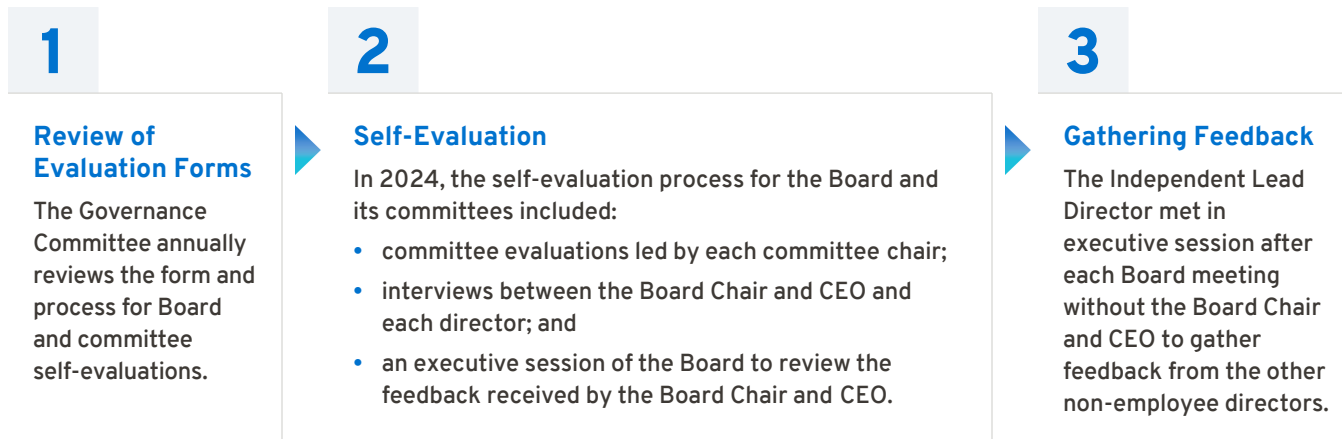 1
Review of
Evaluation Forms
The Governance
Committee annually
reviews the form and
process for Board
and committee
self-evaluations.
2
Self-Evaluation
In 2024, the self-evaluation process for the Board and
its committees included:
• committee evaluations led by each committee chair;
• interviews between the Board Chair and CEO and
each director; and
• an executive session of the Board to review the
feedback received by the Board Chair and CEO.
3
Gathering Feedback
The Independent Lead
Director met in
executive session after
each Board meeting
without the Board Chair
and CEO to gather
feedback from the other
non-employee directors.